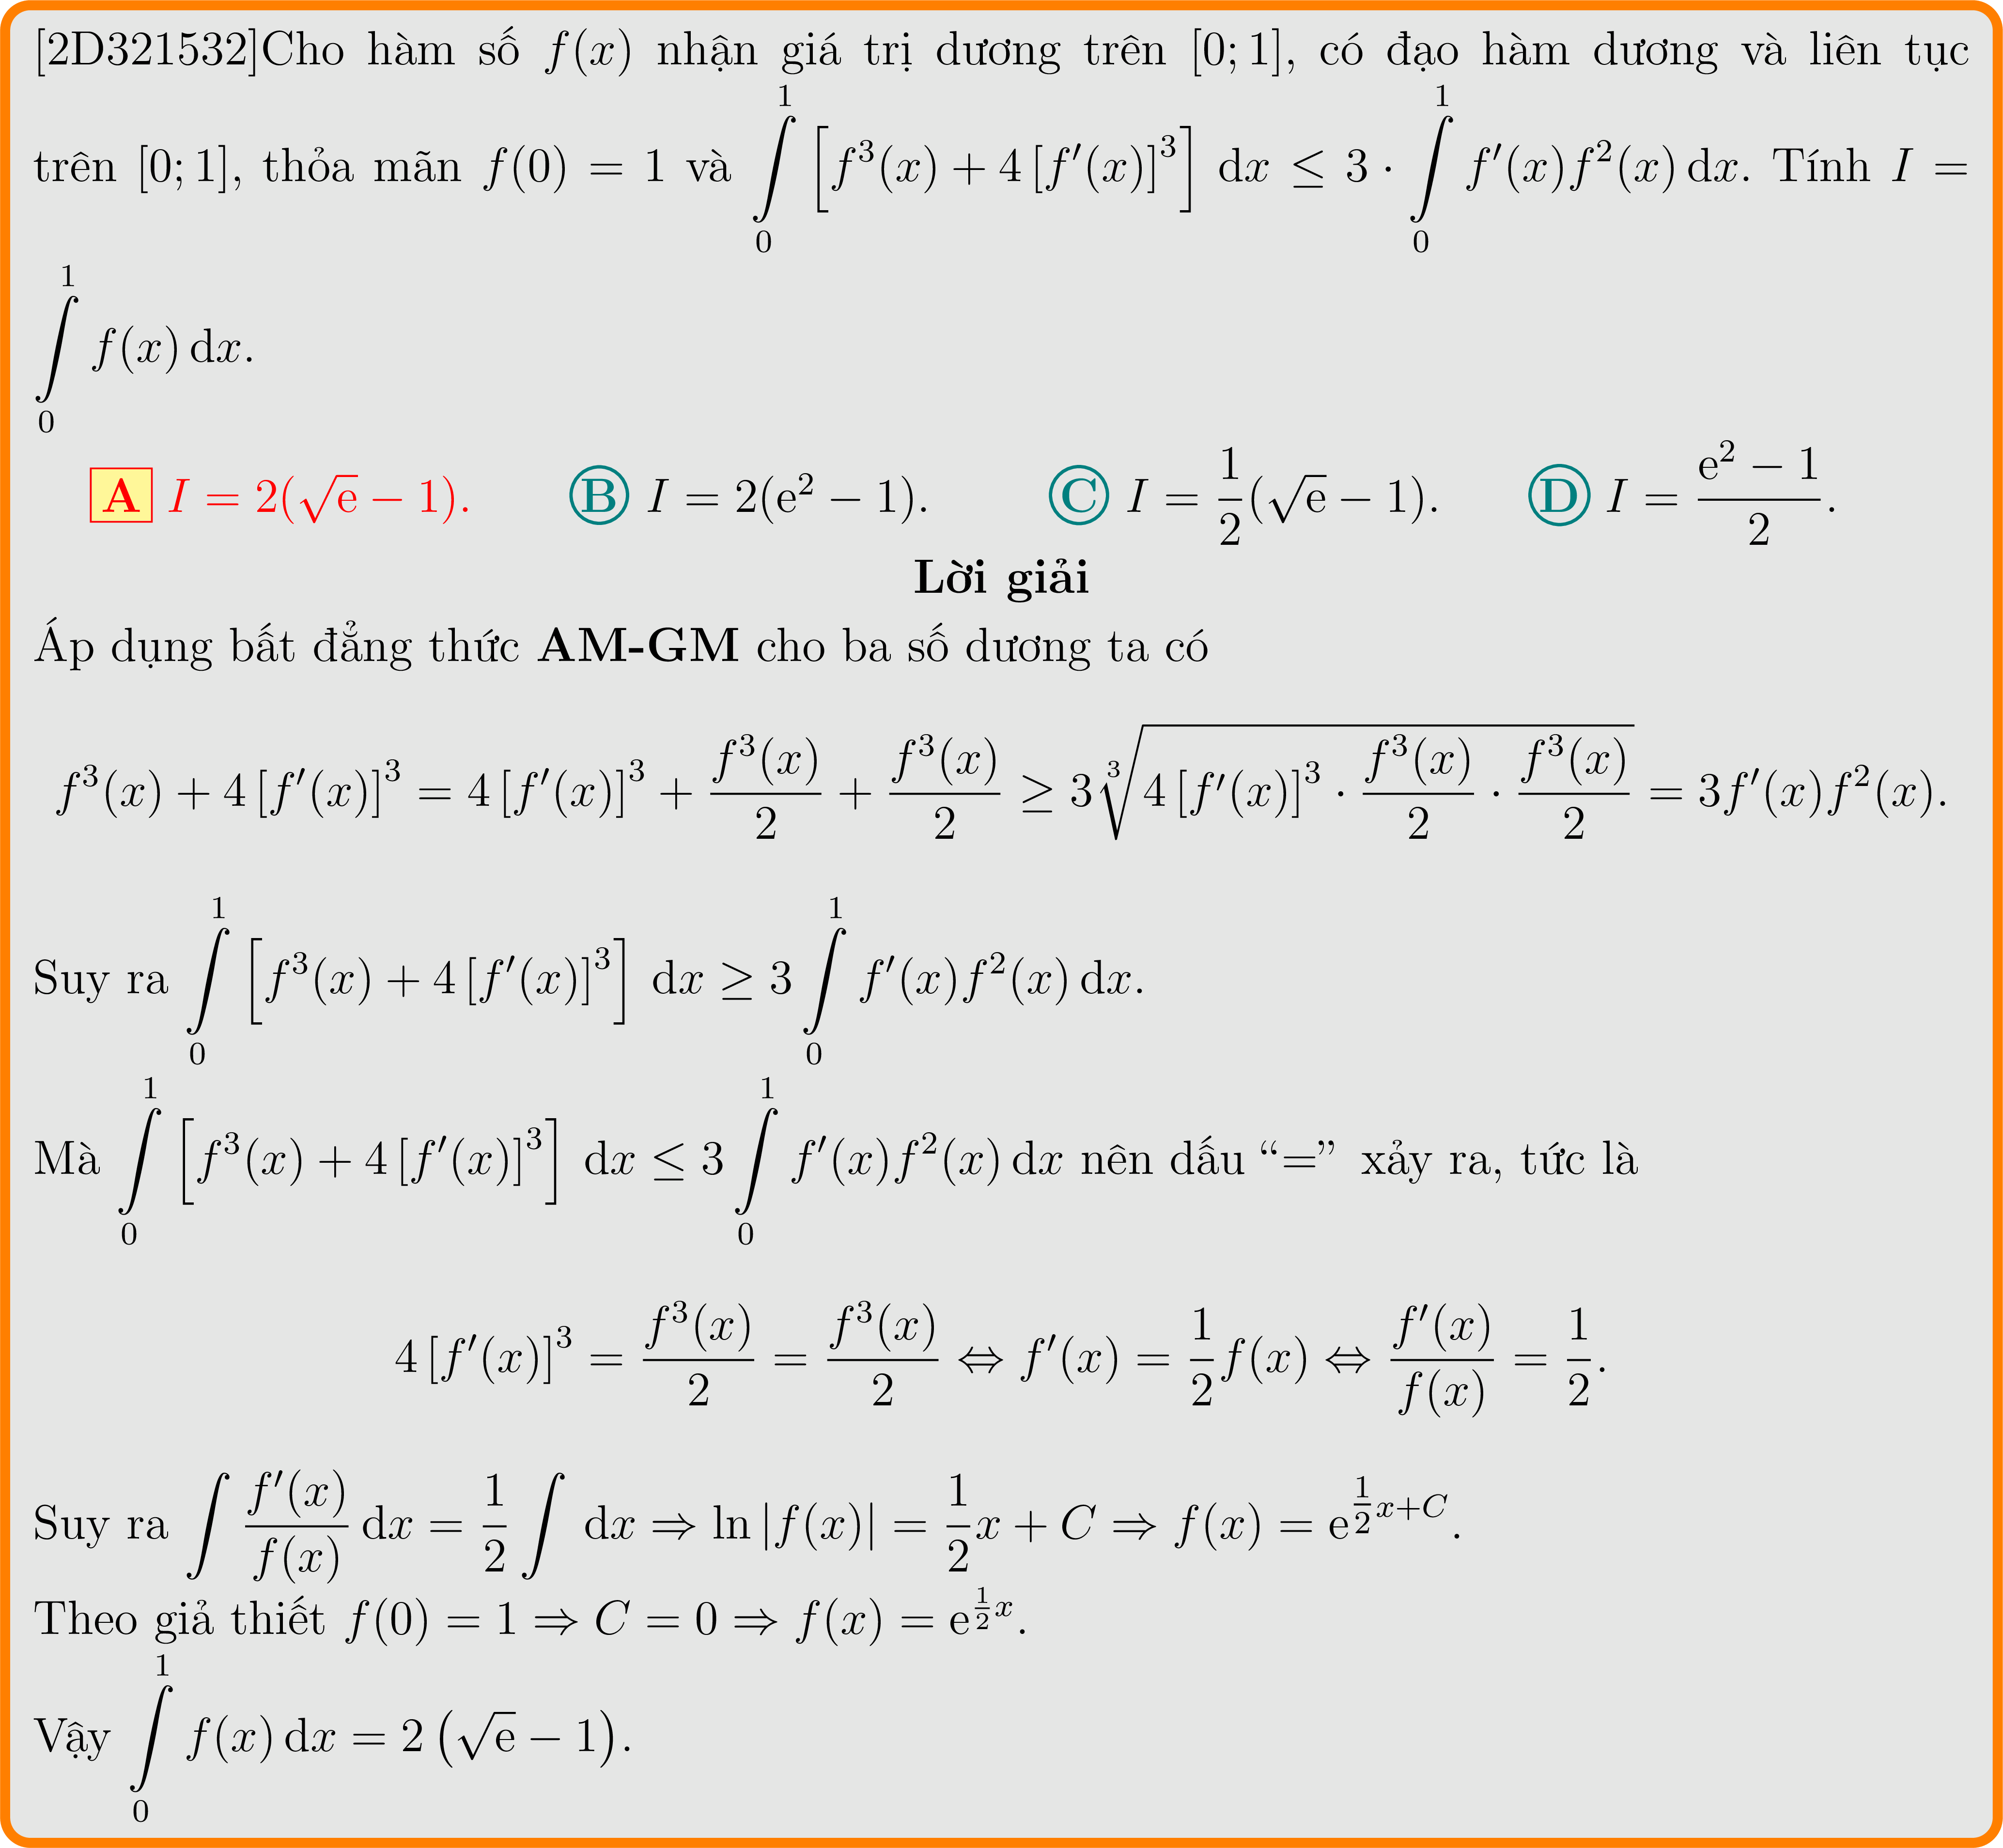 [2D321532]Cho hàm số $f(x)$ nhận giá trị dương trên $[0; 1]$, có đạo hàm dương và liên tục
trên $[0; 1]$, thỏa mãn $f(0) = 1$ và $\int\limits_0^1 \left[f^3(x) + 4\left[f'(x)\right]^3\right] \mathrm{d}x \leq 3 \cdot \int\limits_0^1 f'(x)f^2(x)\,\mathrm{d}x$. Tính $I =$
$\int\limits_0^1 f(x)\,\mathrm{d}x$.
A $I = 2(\sqrt{\mathrm{e}} - 1)$. B $I = 2(\mathrm{e}^2 - 1)$. C $I = \frac{1}{2}(\sqrt{\mathrm{e}} - 1)$. D $I = \frac{\mathrm{e}^2 - 1}{2}$.
Lời giải
Áp dụng bất đẳng thức AM-GM cho ba số dương ta có
$f^3(x) + 4\left[f'(x)\right]^3 = 4\left[f'(x)\right]^3 + \frac{f^3(x)}{2} + \frac{f^3(x)}{2} \geq 3\sqrt[3]{4\left[f'(x)\right]^3 \cdot \frac{f^3(x)}{2} \cdot \frac{f^3(x)}{2}} = 3f'(x)f^2(x)$.
Suy ra $\int\limits_0^1 \left[f^3(x) + 4\left[f'(x)\right]^3\right] \mathrm{d}x \geq 3\int\limits_0^1 f'(x)f^2(x)\,\mathrm{d}x$.
Mà $\int\limits_0^1 \left[f^3(x) + 4\left[f'(x)\right]^3\right] \mathrm{d}x \leq 3\int\limits_0^1 f'(x)f^2(x)\,\mathrm{d}x$ nên dấu “=” xảy ra, tức là
$4\left[f'(x)\right]^3 = \frac{f^3(x)}{2} = \frac{f^3(x)}{2} \Leftrightarrow f'(x) = \frac{1}{2}f(x) \Leftrightarrow \frac{f'(x)}{f(x)} = \frac{1}{2}$.
Suy ra $\int \frac{f'(x)}{f(x)}\,\mathrm{d}x = \frac{1}{2}\int \mathrm{d}x \Rightarrow \ln|f(x)| = \frac{1}{2}x + C \Rightarrow f(x) = \mathrm{e}^{\frac{1}{2}x + C}$.
Theo giả thiết $f(0) = 1 \Rightarrow C = 0 \Rightarrow f(x) = \mathrm{e}^{\frac{1}{2}x}$.
Vậy $\int\limits_0^1 f(x)\,\mathrm{d}x = 2\left(\sqrt{\mathrm{e}} - 1\right)$.